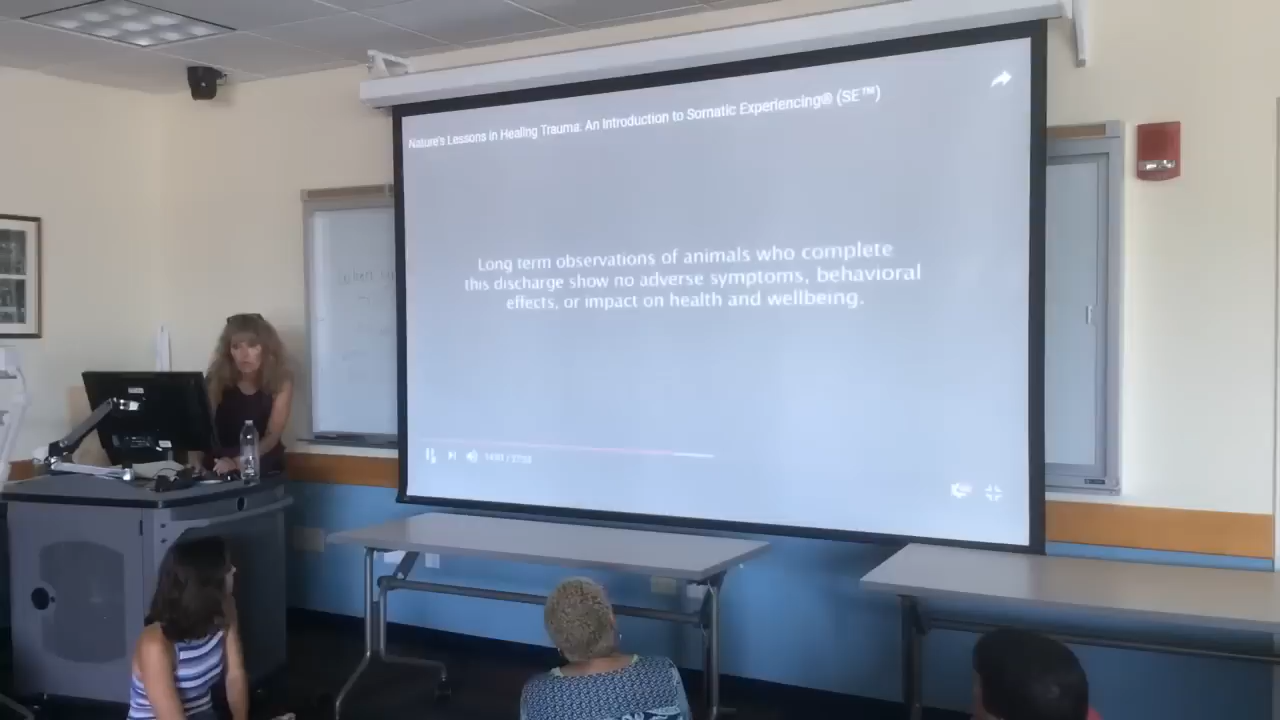 Nature's Lessons in Healing Trauma: An Introduction to Somatic Experiencing® (SE™)
Long term observations of animals who complete
this discharge show no adverse symptoms, behavioral
effects, or impact on health and wellbeing.